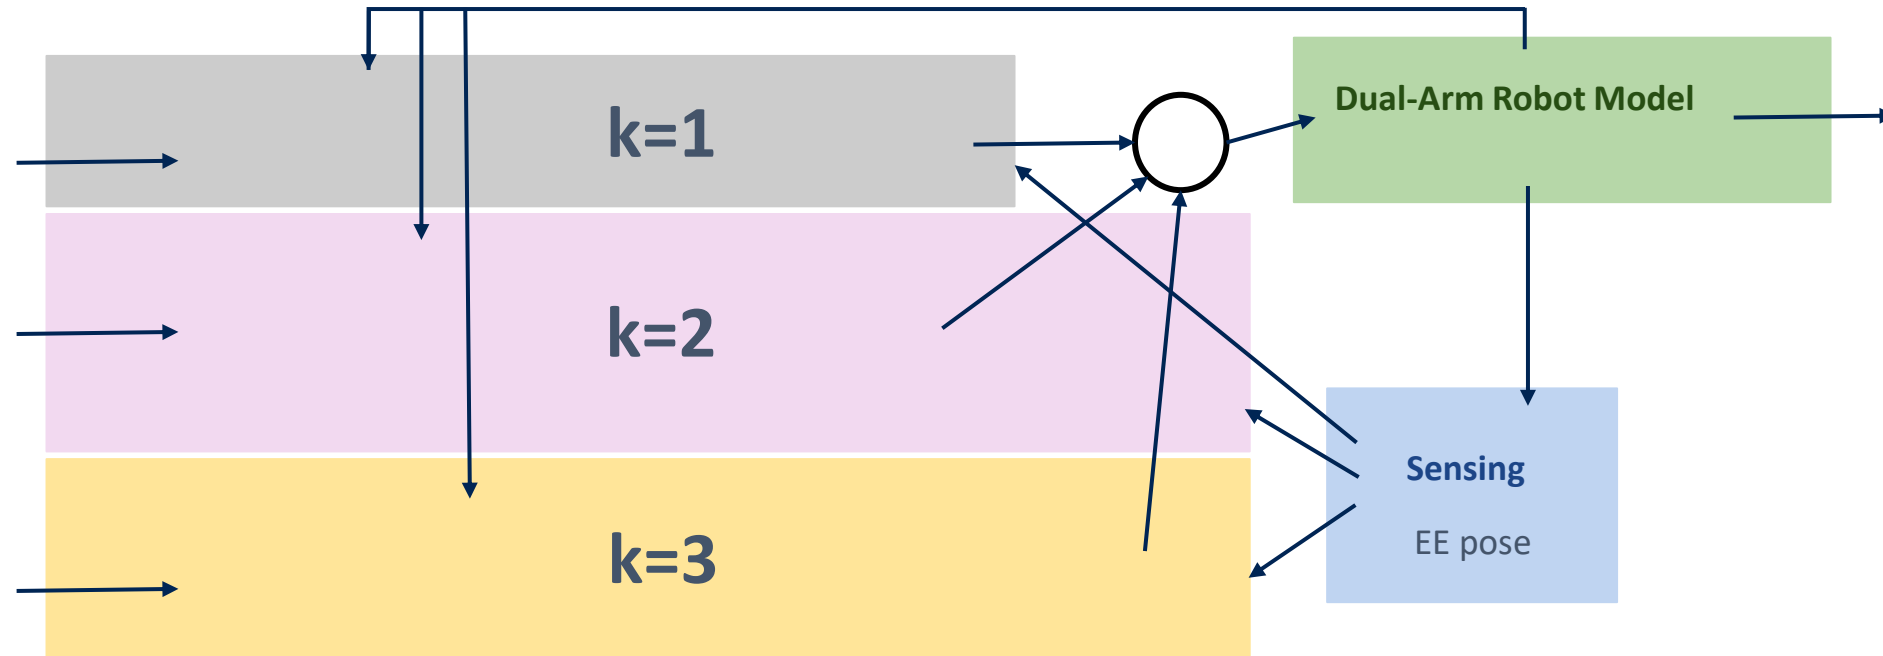 k=1
Dual-Arm Robot Model
k=2
Sensing
EE pose
k=3